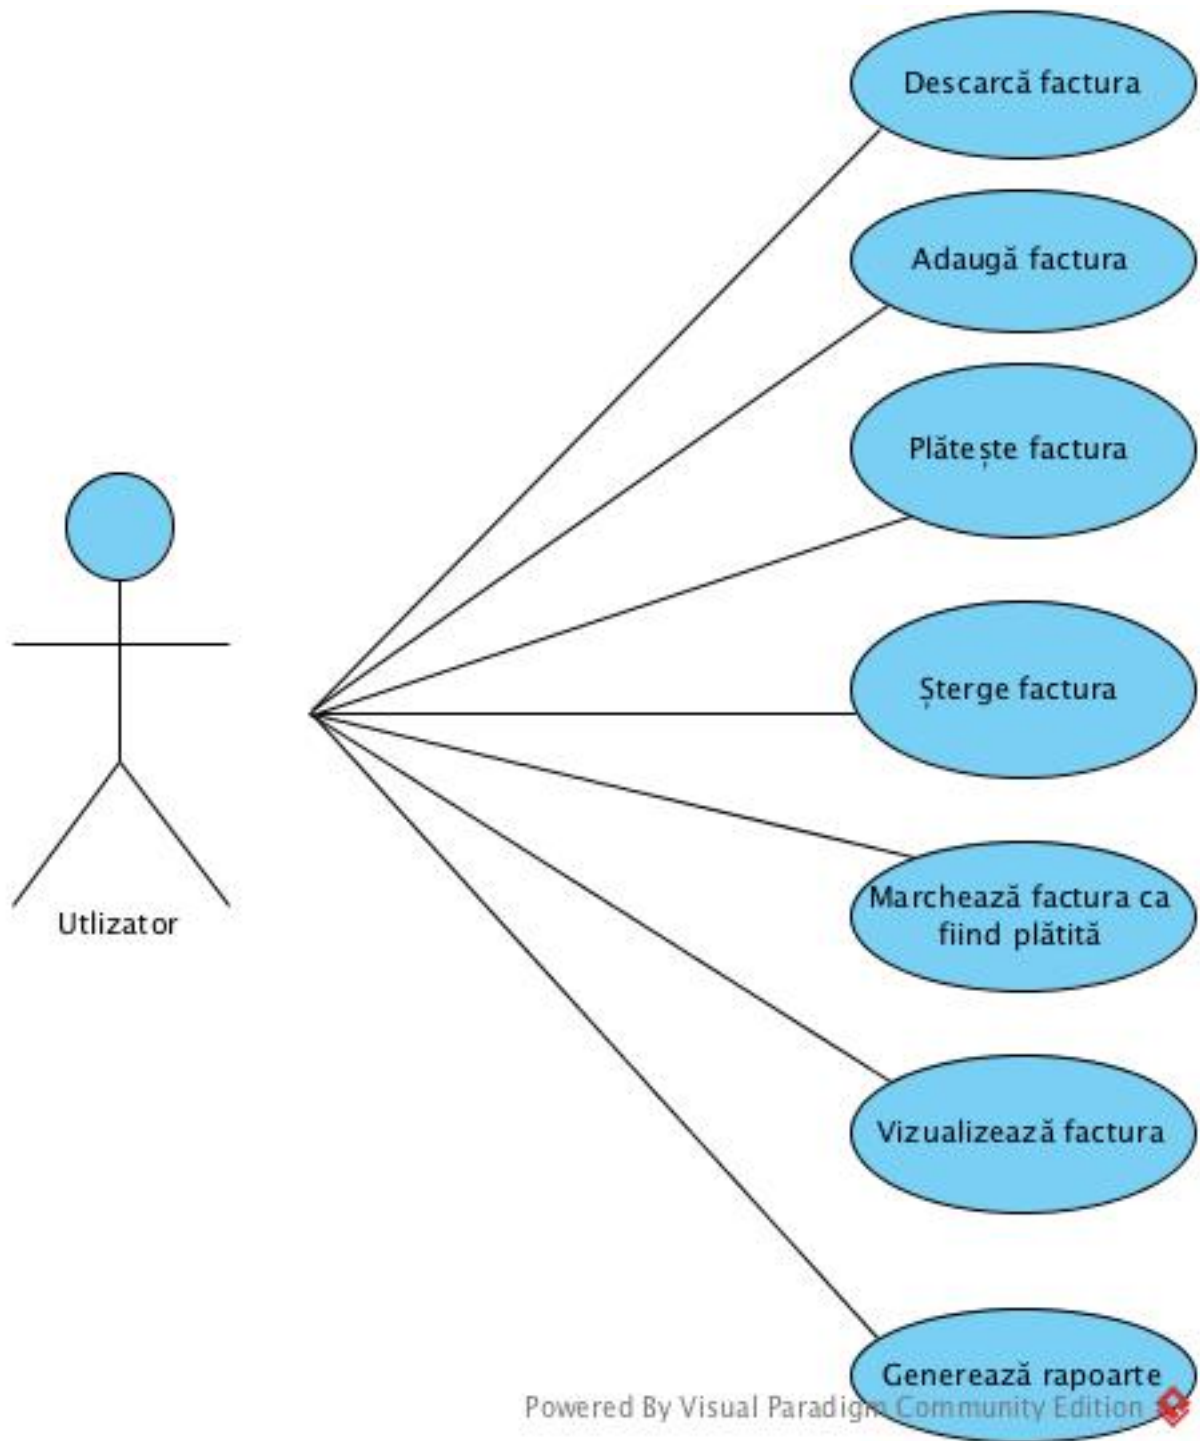 Descarcă factura
Adaugă factura
Plătește factura
Șterge factura
Marchează factura ca
fiind plătită
Utlizator
Vizualizează factura
Generează rapoarte
Powered By Visual Paradigm Community Edition